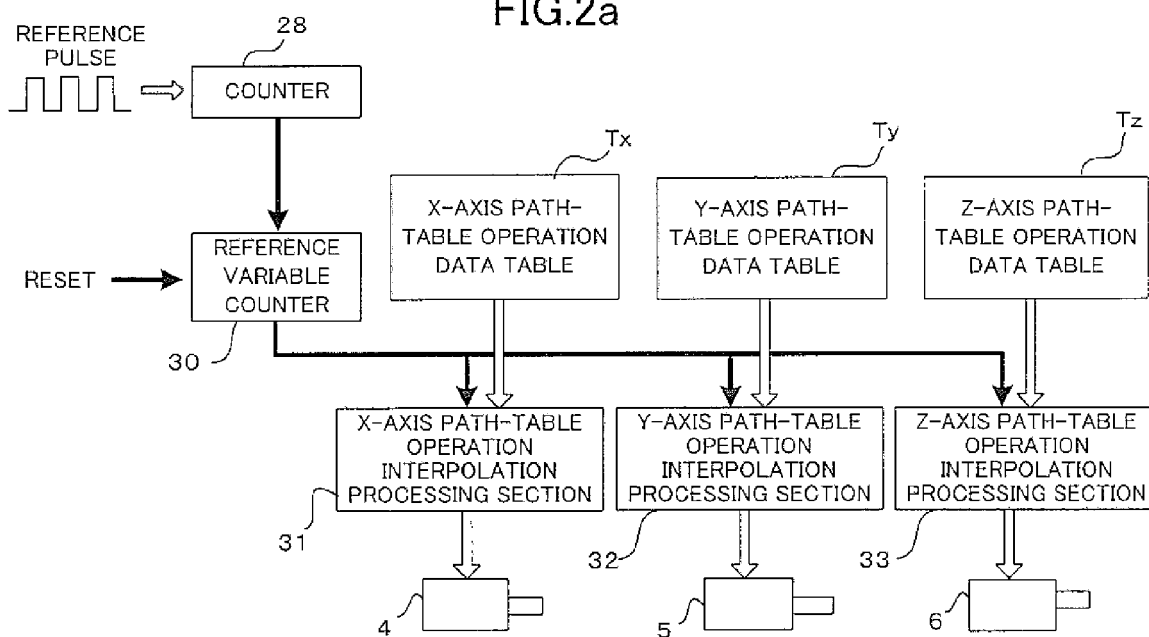 FIG.2a
REFERENCE
PULSE
28
COUNTER
RESET
REFERENCE
VARIABLE
COUNTER
30
Tx
X-AXIS PATH-
TABLE OPERATION
DATA TABLE
Ty
Y-AXIS PATH-
TABLE OPERATION
DATA TABLE
Tz
Z-AXIS PATH-
TABLE OPERATION
DATA TABLE
X-AXIS PATH-TABLE
OPERATION
INTERPOLATION
PROCESSING SECTION
31
Y-AXIS PATH-TABLE
OPERATION
INTERPOLATION
PROCESSING SECTION
32
Z-AXIS PATH-TABLE
OPERATION
INTERPOLATION
PROCESSING SECTION
33
4
5
6